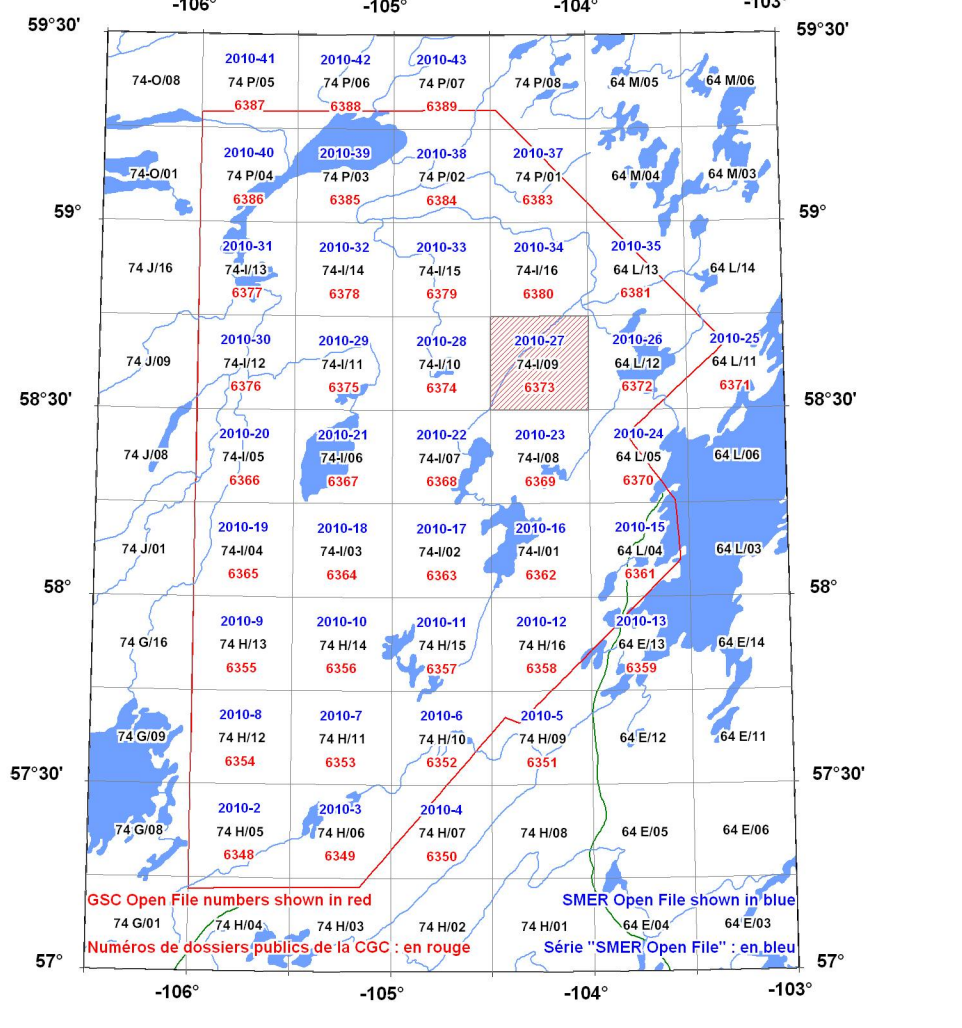 -106° -105° -104° -103°
59°30' 59°30'
2010-41 2010-42 2010-43
74-O/08 74 P/05 74 P/06 74 P/07 74 P/08 64 M/05 64 M/06
6387 6388 6389
2010-40 2010-39 2010-38 2010-37
74-O/01 74 P/04 74 P/03 74 P/02 74 P/01 64 M/04 64 M/03
6386 6385 6384 6383
59° 59°
2010-31 2010-32 2010-33 2010-34 2010-35
74 J/16 74-I/13 74-I/14 74-I/15 74-I/16 64 L/13 64 L/14
6377 6378 6379 6380 6381
2010-30 2010-29 2010-28 2010-27 2010-26 2010-25
74 J/09 74-I/12 74-I/11 74-I/10 74-I/09 64 L/12 64 L/11
6376 6375 6374 6373 6372 6371
58°30' 58°30'
2010-20 2010-21 2010-22 2010-23 2010-24
74 J/08 74-I/05 74-I/06 74-I/07 74-I/08 64 L/05 64 L/06
6366 6367 6368 6369 6370
2010-19 2010-18 2010-17 2010-16 2010-15
74 J/01 74-I/04 74-I/03 74-I/02 74-I/01 64 L/04 64 L/03
6365 6364 6363 6362 6361
58° 58°
2010-9 2010-10 2010-11 2010-12 2010-13
74 G/16 74 H/13 74 H/14 74 H/15 74 H/16 64 E/13 64 E/14
6355 6356 6357 6358 6359
2010-8 2010-7 2010-6 2010-5
74 G/09 74 H/12 74 H/11 74 H/10 74 H/09 64 E/12 64 E/11
6354 6353 6352 6351
57°30' 57°30'
2010-2 2010-3 2010-4
74 G/08 74 H/05 74 H/06 74 H/07 74 H/08 64 E/05 64 E/06
6348 6349 6350
GSC Open File numbers shown in red SMER Open File shown in blue
74 G/01 74 H/04 74 H/03 74 H/02 74 H/01 64 E/04 64 E/03
Numéros de dossiers publics de la CGC : en rouge Série "SMER Open File" : en bleu
57° 57°
-106° -105° -104° -103°